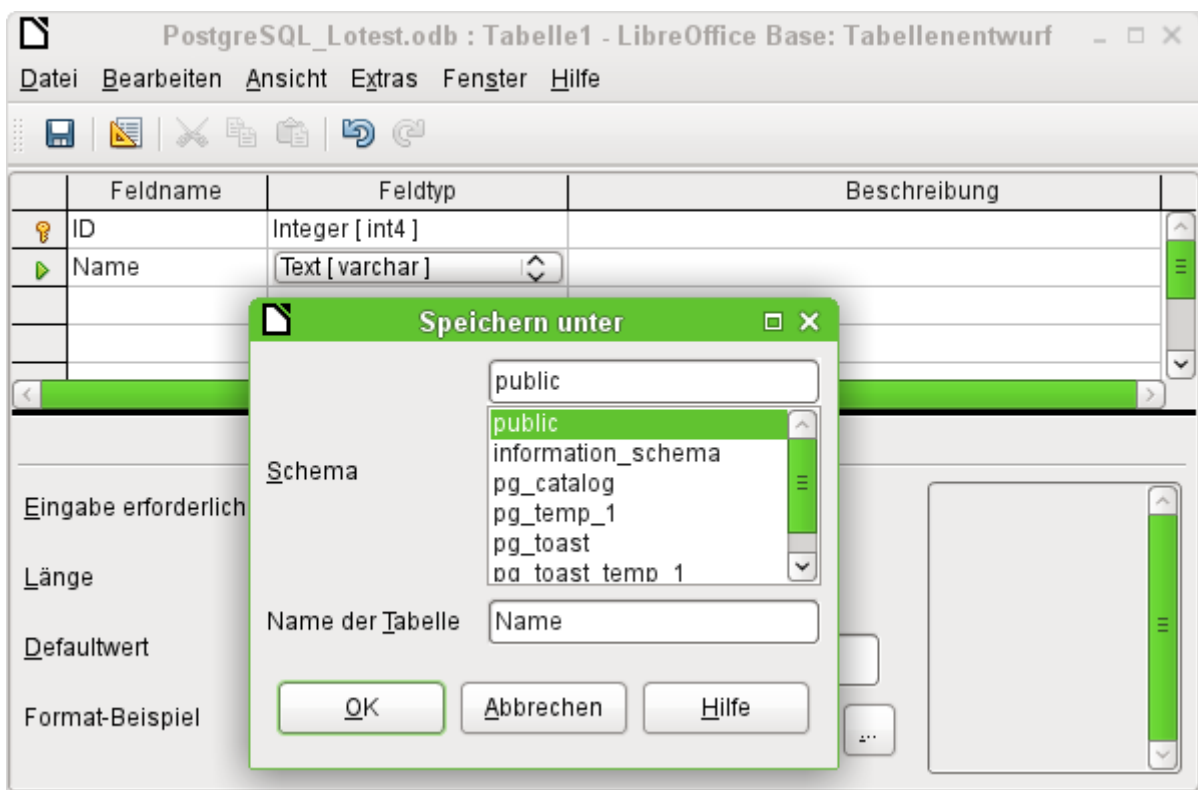 PostgreSQL_Lotest.odb : Tabelle1 - LibreOffice Base: Tabellenentwurf
Datei Bearbeiten Ansicht Extras Fenster Hilfe
Feldname Feldtyp Beschreibung
ID Integer [ int4 ]
Name Text [ varchar ]
Speichern unter
public
public
information_schema
Schema
pg_catalog
pg_temp_1
pg_toast
pg_toast_temp_1
Name der Tabelle Name
OK Abbrechen Hilfe
Eingabe erforderlich
Länge
Defaultwert
Format-Beispiel
...